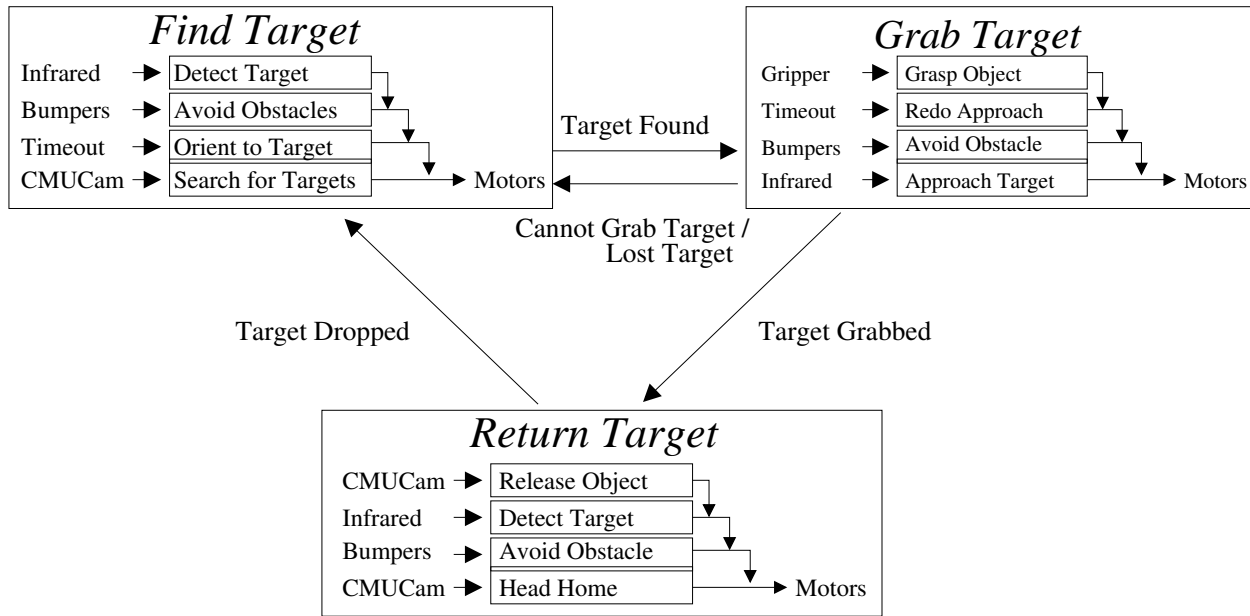 Find Target
Infrared Detect Target
Bumpers Avoid Obstacles
Timeout Orient to Target
CMUCam Search for Targets Motors
Target Found
Cannot Grab Target /
Lost Target
Grab Target
Gripper Grasp Object
Timeout Redo Approach
Bumpers Avoid Obstacle
Infrared Approach Target Motors
Target Dropped
Target Grabbed
Return Target
CMUCam Release Object
Infrared Detect Target
Bumpers Avoid Obstacle
CMUCam Head Home Motors